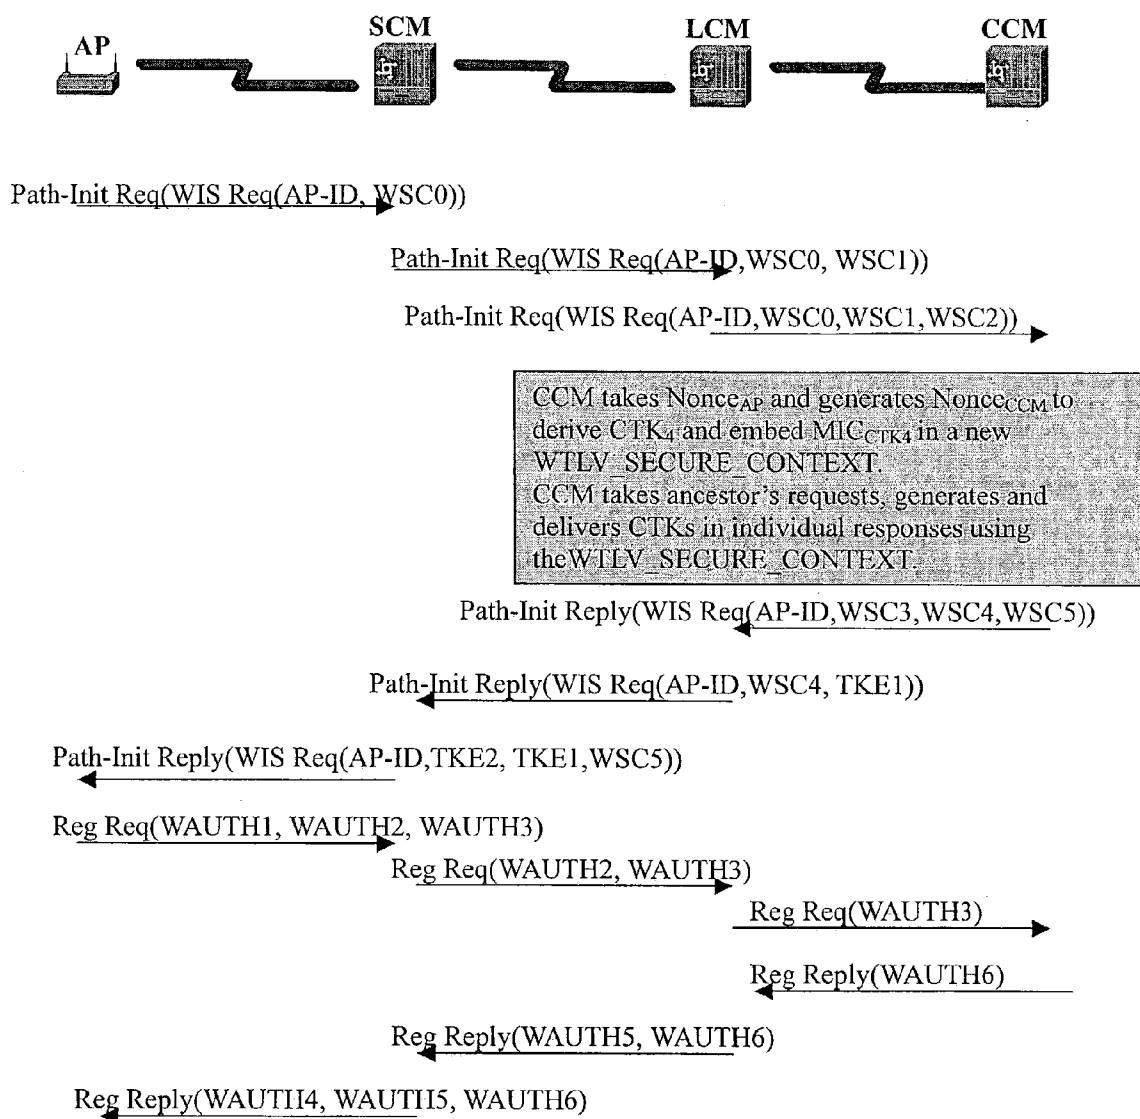 AP
SCM
LCM
CCM
Path-Init Req(WIS Req(AP-ID, WSC0))
Path-Init Req(WIS Req(AP-ID,WSC0, WSC1))
Path-Init Req(WIS Req(AP-ID,WSC0,WSC1,WSC2))
CCM takes Nonce_AP and generates Nonce_CCM to
derive CTK_4 and embed MIC_CTK4 in a new
WTLV_SECURE_CONTEXT.
CCM takes ancestor's requests, generates and
delivers CTKs in individual responses using
theWTLV_SECURE_CONTEXT.
Path-Init Reply(WIS Req(AP-ID,WSC3,WSC4,WSC5))
Path-Init Reply(WIS Req(AP-ID,WSC4, TKE1))
Path-Init Reply(WIS Req(AP-ID,TKE2, TKE1,WSC5))
Reg Req(WAUTH1, WAUTH2, WAUTH3)
Reg Req(WAUTH2, WAUTH3)
Reg Req(WAUTH3)
Reg Reply(WAUTH6)
Reg Reply(WAUTH5, WAUTH6)
Reg Reply(WAUTH4, WAUTH5, WAUTH6)